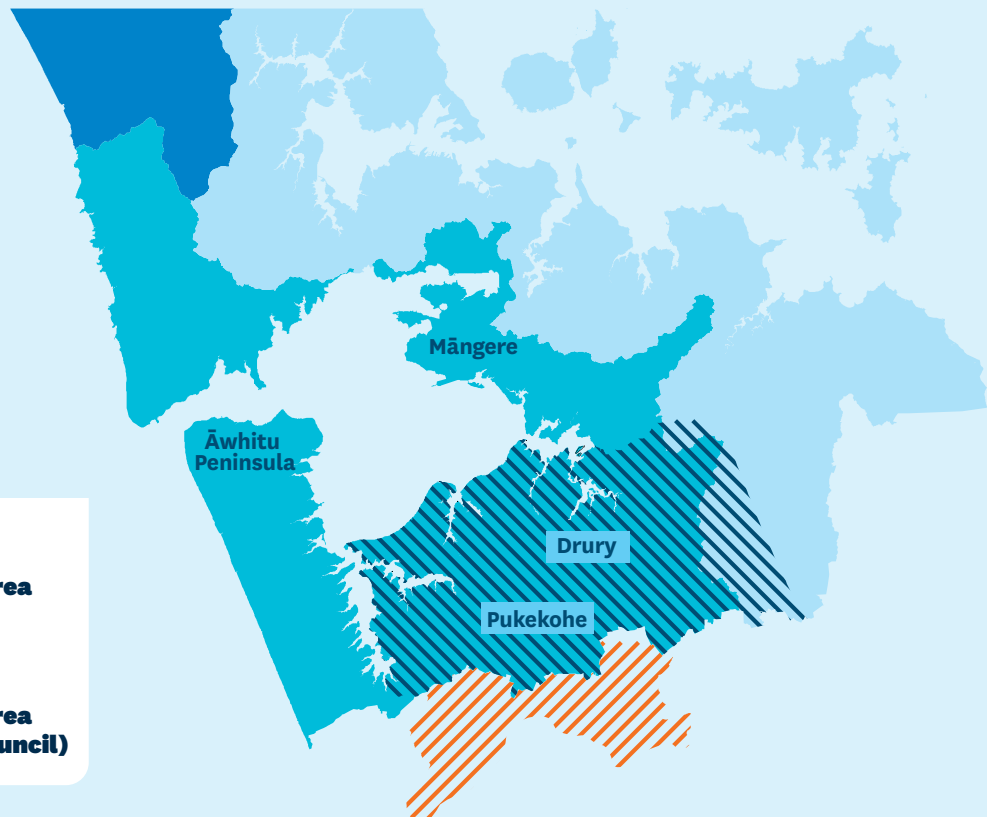 Māngere
Āwhitu
Peninsula
Drury
Pukekohe
rea
rea
uncil)